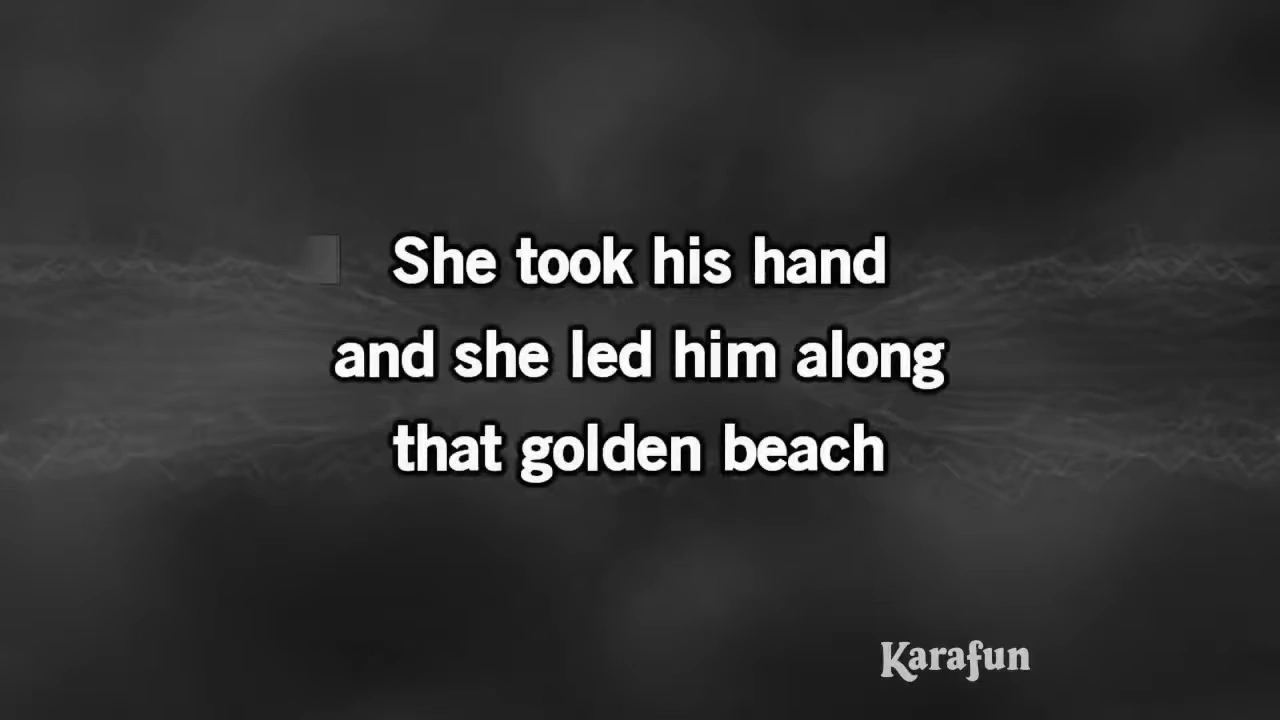 She took his hand
and she led him along
that golden beach
Karafun